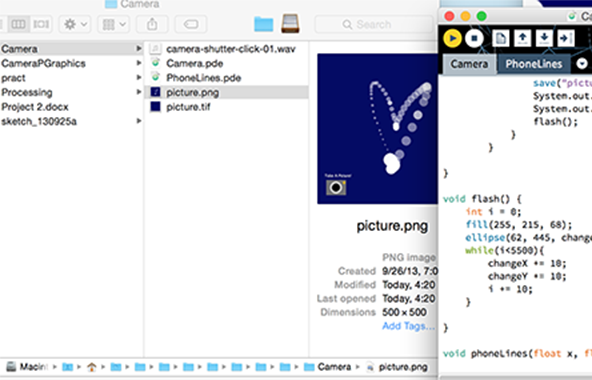 Camera
Search
Camera
CameraPGraphics
pract
Processing
Project 2.docx
sketch_130925a
camera-shutter-click-01.wav
Camera.pde
PhoneLines.pde
picture.png
picture.tif
Take A Picture!
picture.png
PNG image
Created 9/26/13, 7:0
Modified Today, 4:20
Last opened Today, 4:20
Dimensions 500 × 500
Add Tags...
Macin
Camera
picture.png
Camera
PhoneLines
save("pictu
System.out.
System.out.
flash();
}
}
}
void flash() {
int i = 0;
fill(255, 215, 68);
ellipse(62, 445, change
while(i<5500){
changeX += 10;
changeY += 10;
i += 10;
}
}
void phoneLines(float x, fl